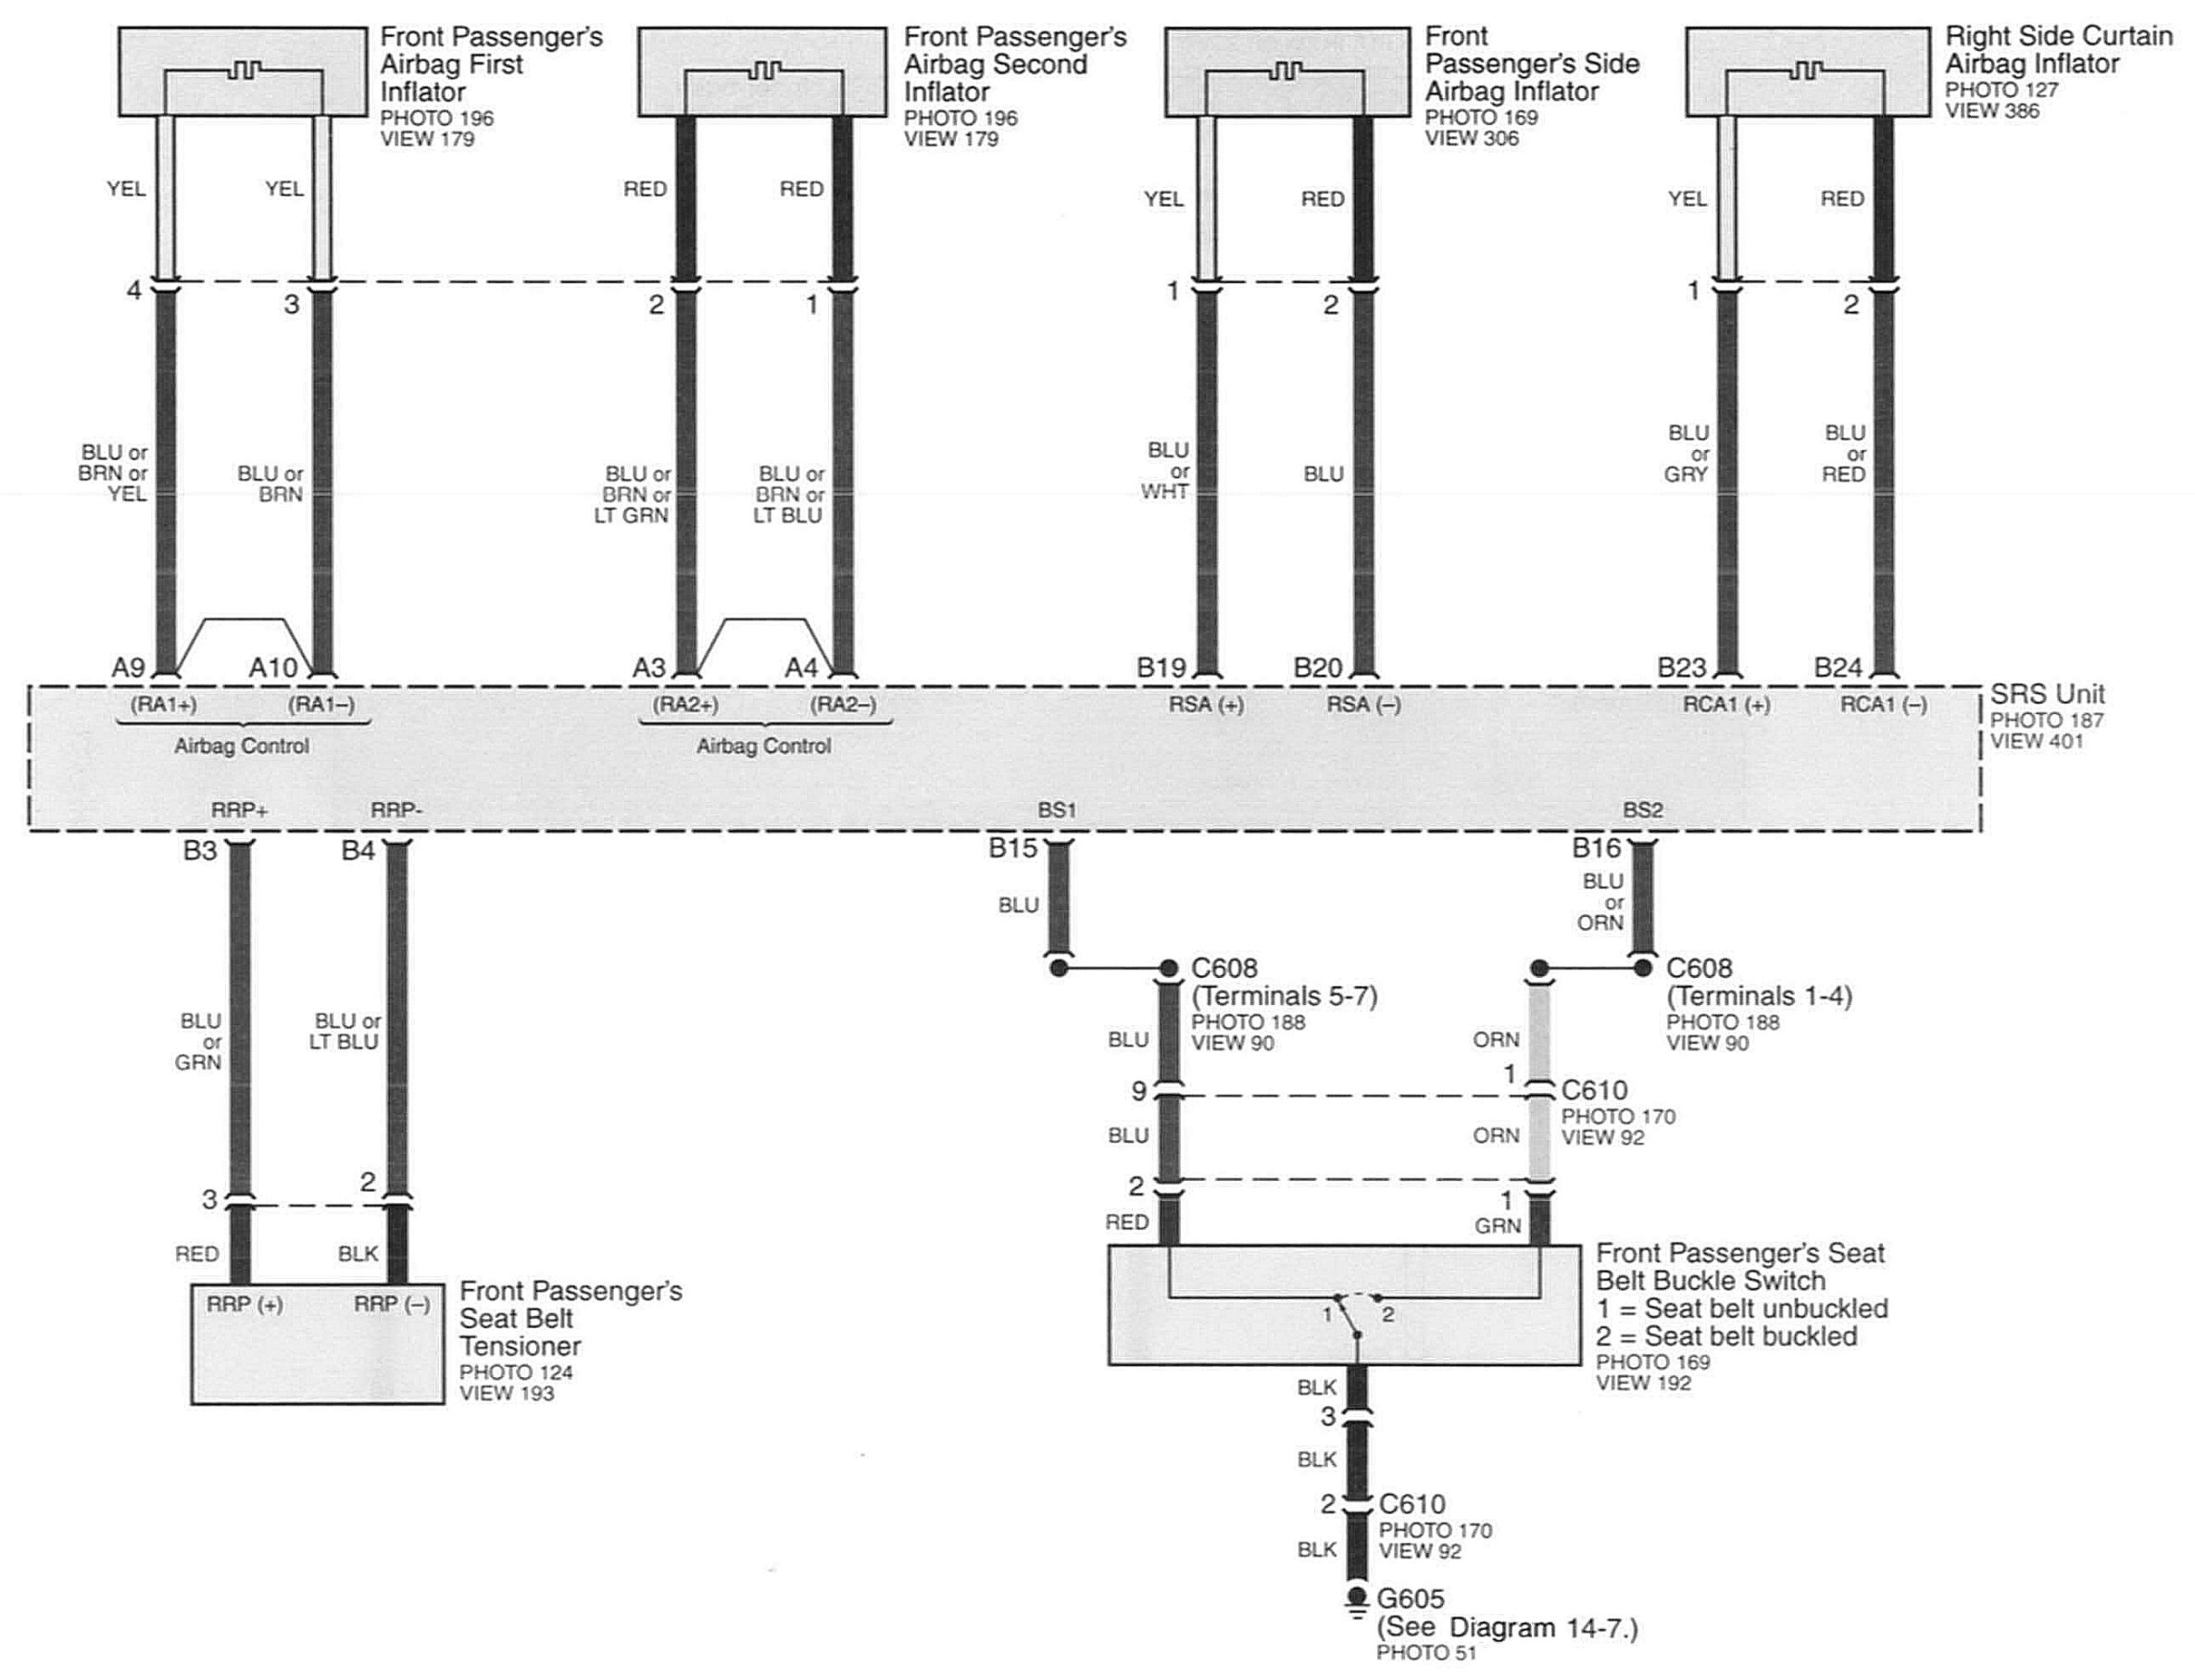 Front Passenger's
Airbag First
Inflator
PHOTO 196
VIEW 179
Front Passenger's
Airbag Second
Inflator
PHOTO 196
VIEW 179
Front
Passenger's Side
Airbag Inflator
PHOTO 169
VIEW 306
Right Side Curtain
Airbag Inflator
PHOTO 127
VIEW 386
YEL
YEL
RED
RED
YEL
RED
YEL
RED
4
3
2
1
1
2
1
2
BLU or
BRN or
YEL
BLU or
BRN
BLU or
BRN or
LT GRN
BLU or
BRN or
LT BLU
BLU
or
WHT
BLU
BLU
or
GRY
BLU
or
RED
A9
A10
A3
A4
B19
B20
B23
B24
(RA1+)
(RA1–)
(RA2+)
(RA2–)
RSA (+)
RSA (–)
RCA1 (+)
RCA1 (–)
SRS Unit
PHOTO 187
VIEW 401
Airbag Control
Airbag Control
RRP+
RRP-
BS1
BS2
B3
B4
B15
B16
BLU
BLU
or
ORN
C608
(Terminals 5-7)
PHOTO 188
VIEW 90
C608
(Terminals 1-4)
PHOTO 188
VIEW 90
BLU
or
GRN
BLU or
LT BLU
BLU
ORN
9
1
C610
PHOTO 170
VIEW 92
BLU
ORN
3
2
2
1
RED
BLK
RED
GRN
RRP (+)
RRP (–)
Front Passenger's
Seat Belt
Tensioner
PHOTO 124
VIEW 193
1
2
Front Passenger's Seat
Belt Buckle Switch
1 = Seat belt unbuckled
2 = Seat belt buckled
PHOTO 169
VIEW 192
BLK
3
BLK
2
C610
PHOTO 170
VIEW 92
BLK
G605
(See Diagram 14-7.)
PHOTO 51